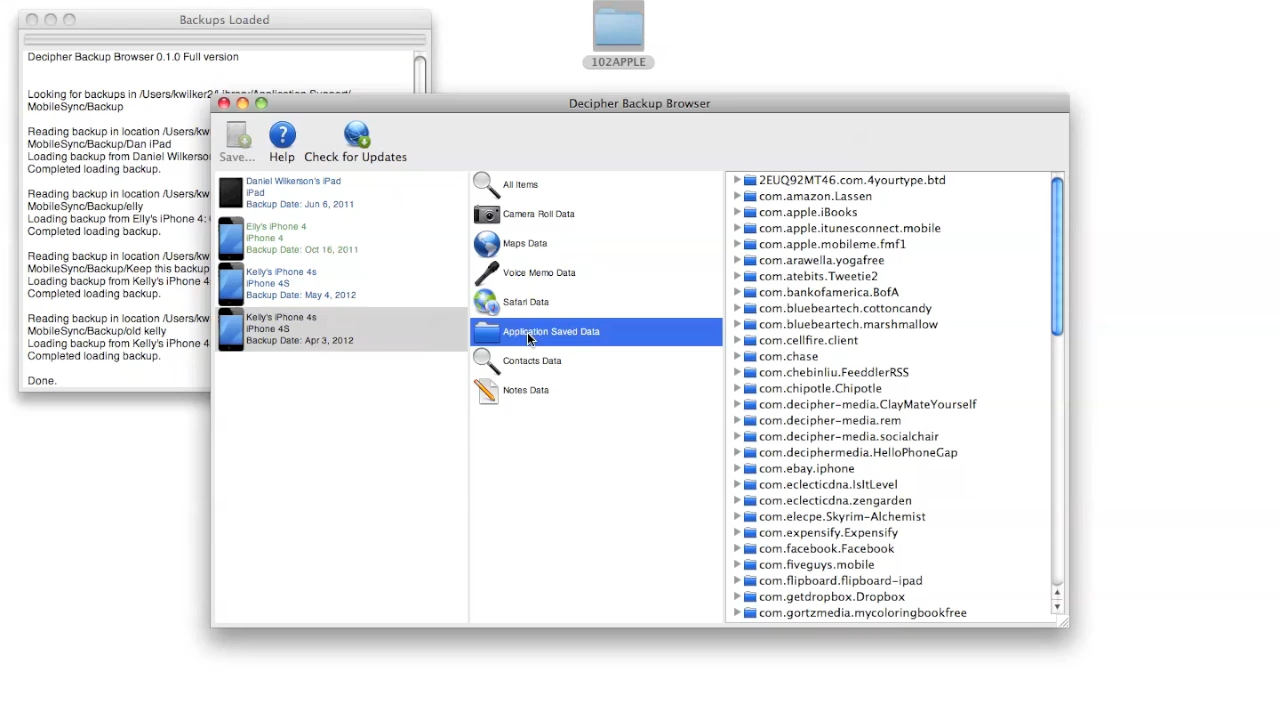 Backups Loaded
Decipher Backup Browser 0.1.0 Full version
Looking for backups in /Users/kwilker2/Library/Application Support/
MobileSync/Backup
Reading backup in location /Users/kw
MobileSync/Backup/Dan iPad
Loading backup from Daniel Wilkerson
Completed loading backup.
Reading backup in location /Users/kw
MobileSync/Backup/elly
Loading backup from Elly's iPhone 4:
Completed loading backup.
Reading backup in location /Users/kw
MobileSync/Backup/Keep this backup
Loading backup from Kelly's iPhone 4
Completed loading backup.
Reading backup in location /Users/kw
MobileSync/Backup/old kelly
Loading backup from Kelly's iPhone 4
Completed loading backup.
Done.
102APPLE
Decipher Backup Browser
Save...
Help
Check for Updates
Daniel Wilkerson's iPad
iPad
Backup Date: Jun 6, 2011
Elly's iPhone 4
iPhone 4
Backup Date: Oct 16, 2011
Kelly's iPhone 4s
iPhone 4S
Backup Date: May 4, 2012
Kelly's iPhone 4s
iPhone 4S
Backup Date: Apr 3, 2012
All Items
Camera Roll Data
Maps Data
Voice Memo Data
Safari Data
Application Saved Data
Contacts Data
Notes Data
2EUQ92MT46.com.4yourtype.btd
com.amazon.Lassen
com.apple.iBooks
com.apple.itunesconnect.mobile
com.apple.mobileme.fmf1
com.arawella.yogafree
com.atebits.Tweetie2
com.bankofamerica.BofA
com.bluebeartech.cottoncandy
com.bluebeartech.marshmallow
com.cellfire.client
com.chase
com.chebinliu.FeeddlerRSS
com.chipotle.Chipotle
com.decipher-media.ClayMateYourself
com.decipher-media.rem
com.decipher-media.socialchair
com.deciphermedia.HelloPhoneGap
com.ebay.iphone
com.eclecticdna.IsItLevel
com.eclecticdna.zengarden
com.elecpe.Skyrim-Alchemist
com.expensify.Expensify
com.facebook.Facebook
com.fiveguys.mobile
com.flipboard.flipboard-ipad
com.getdropbox.Dropbox
com.gortzmedia.mycoloringbookfree